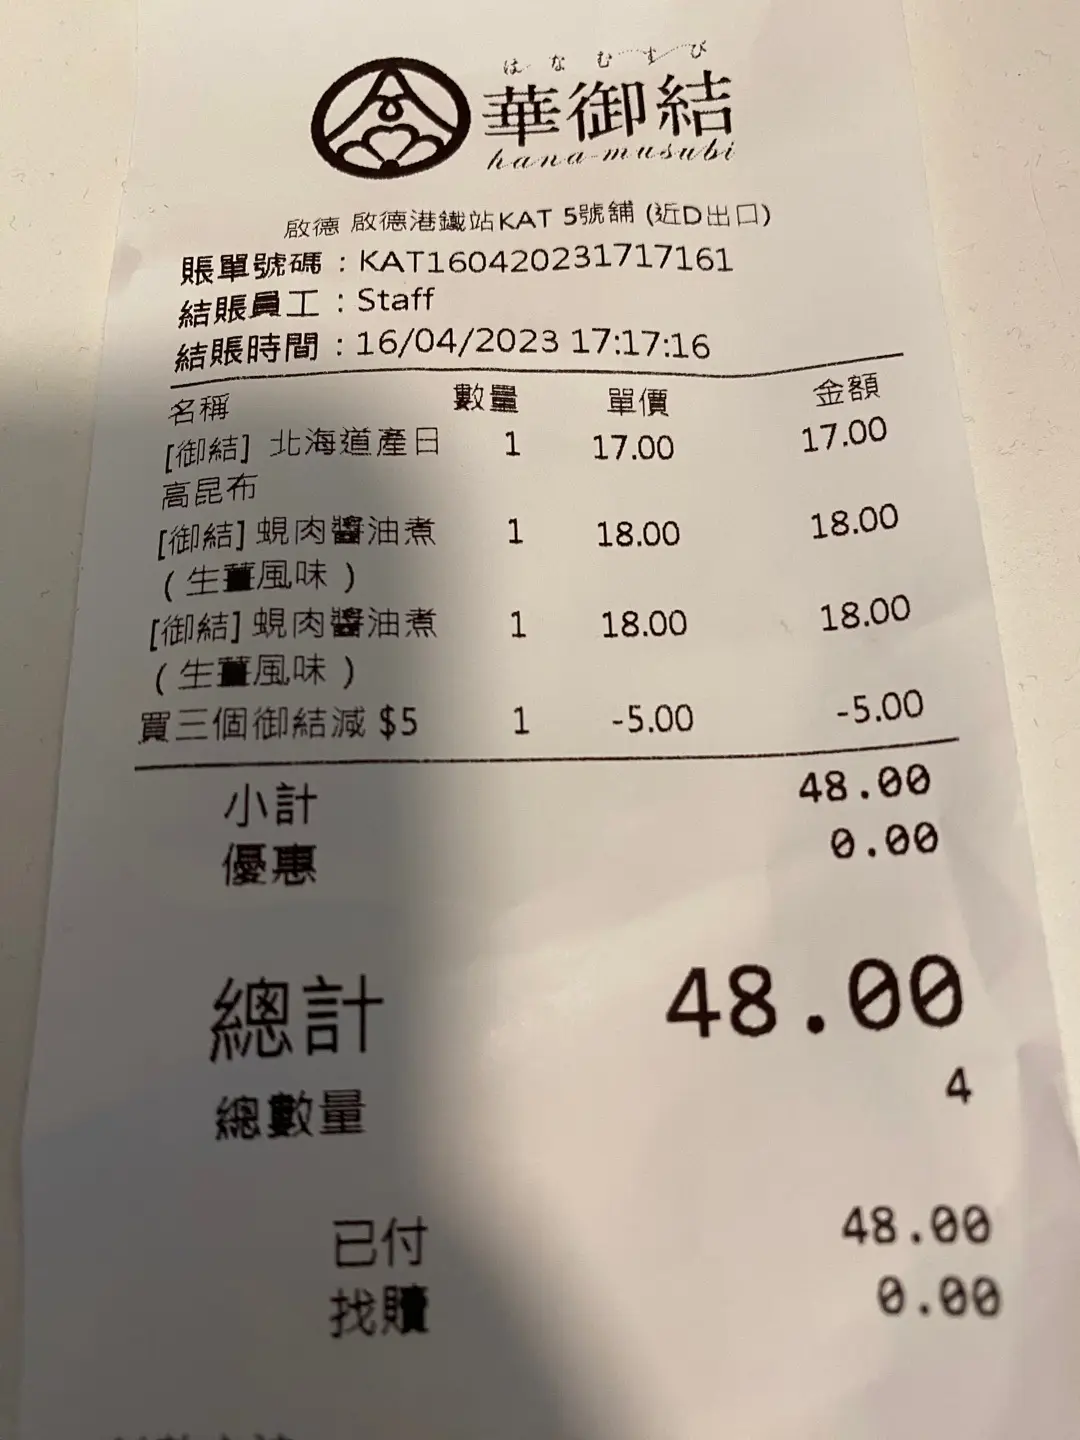 はなむすび
華御結
hana-musubi
啟德 啟德港鐵站KAT 5號舖 (近D出口)
賬單號碼 : KAT160420231717161
結賬員工 : Staff
結賬時間 : 16/04/2023 17:17:16
名稱 數量 單價 金額
[御結] 北海道產日 1 17.00 17.00
高昆布
[御結] 蜆肉醬油煮 1 18.00 18.00
( 生薑風味 )
[御結] 蜆肉醬油煮 1 18.00 18.00
( 生薑風味 )
買三個御結減 $5 1 -5.00 -5.00
小計 48.00
優惠 0.00
總計 48.00
總數量 4
已付 48.00
找贖 0.00